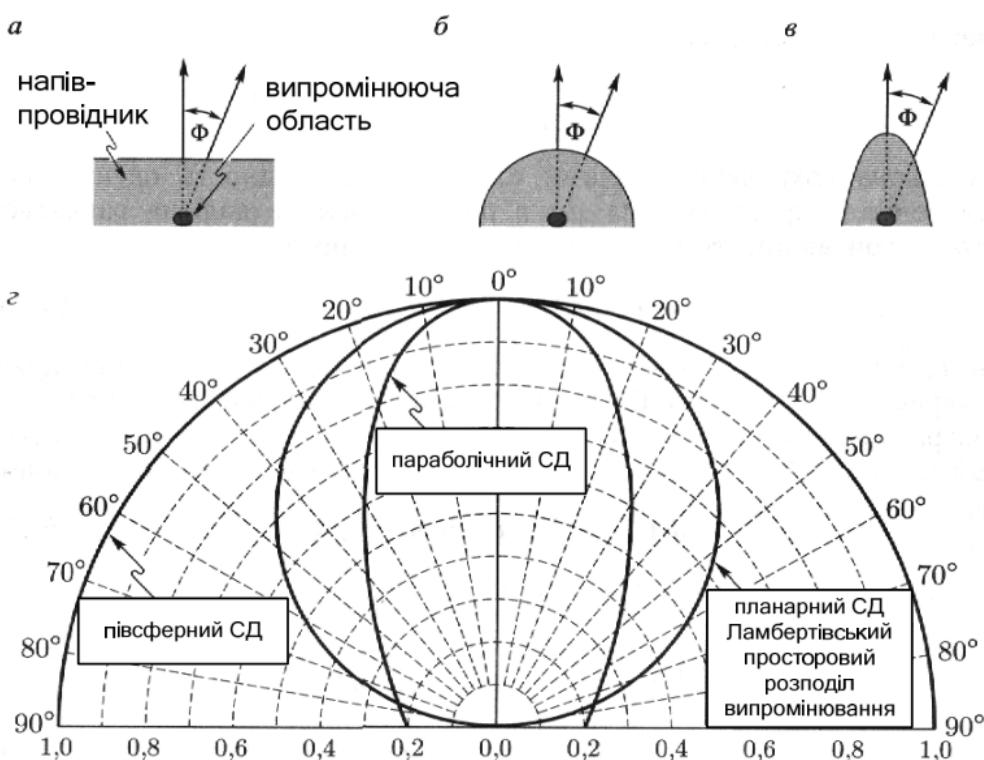 а
б
в
напів-
провідник
Φ
випромінююча
область
Φ
Φ
г
0°
10°
10°
20°
20°
30°
30°
40°
40°
50°
50°
60°
60°
70°
70°
80°
80°
90°
90°
параболічний СД
півсферний СД
планарний СД
Ламбертівський
просторовий
розподіл
випромінювання
1,0 0,8 0,6 0,4 0,2 0,0 0,2 0,4 0,6 0,8 1,0